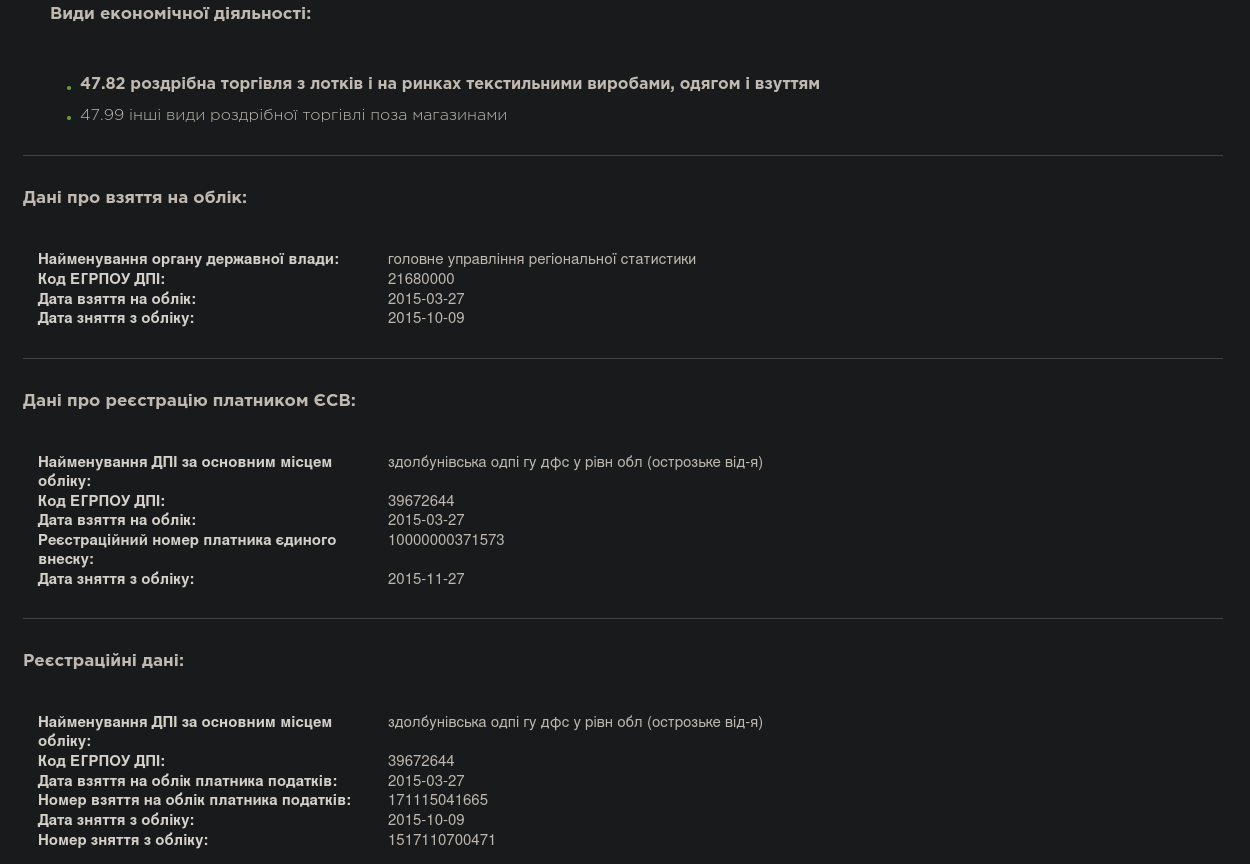 Види економічної діяльності:
47.82 роздрібна торгівля з лотків і на ринках текстильними виробами, одягом і взуттям
47.99 інші види роздрібної торгівлі поза магазинами
Дані про взяття на облік:
Найменування органу державної влади: головне управління регіональної статистики
Код ЕГРПОУ ДПІ: 21680000
Дата взяття на облік: 2015-03-27
Дата зняття з обліку: 2015-10-09
Дані про реєстрацію платником ЄСВ:
Найменування ДПІ за основним місцем здолбунівська одпі гу дфс у рівн обл (острозьке від-я)
обліку:
Код ЕГРПОУ ДПІ: 39672644
Дата взяття на облік: 2015-03-27
Реєстраційний номер платника єдиного 10000000371573
внеску:
Дата зняття з обліку: 2015-11-27
Реєстраційні дані:
Найменування ДПІ за основним місцем здолбунівська одпі гу дфс у рівн обл (острозьке від-я)
обліку:
Код ЕГРПОУ ДПІ: 39672644
Дата взяття на облік платника податків: 2015-03-27
Номер взяття на облік платника податків: 171115041665
Дата зняття з обліку: 2015-10-09
Номер зняття з обліку: 1517110700471